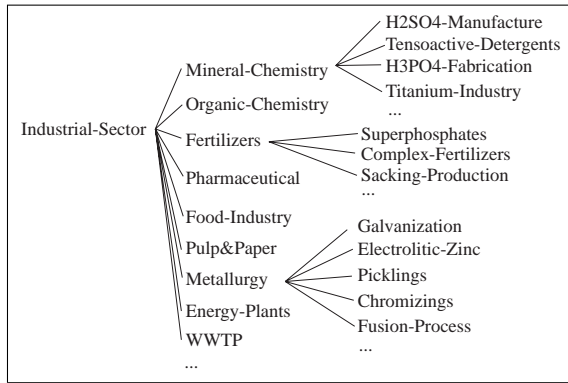 H2SO4-Manufacture
Tensoactive-Detergents
Mineral-Chemistry
H3PO4-Fabrication
Titanium-Industry
...
Organic-Chemistry
Industrial-Sector
Fertilizers
Superphosphates
Complex-Fertilizers
Sacking-Production
...
Pharmaceutical
Food-Industry
Galvanization
Pulp&Paper
Electrolitic-Zinc
Metallurgy
Picklings
Chromizings
Energy-Plants
Fusion-Process
WWTP
...
...